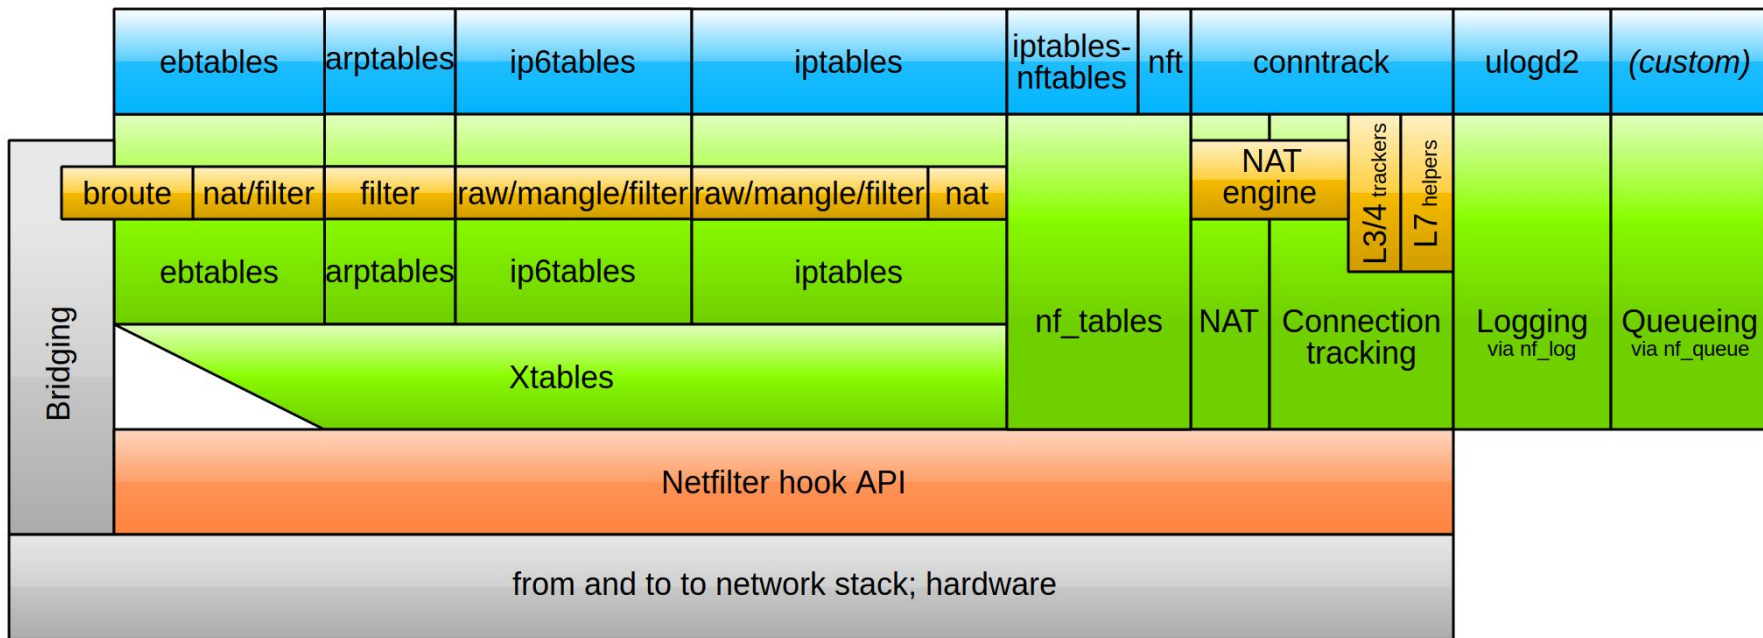 ebtables
arptables
ip6tables
iptables
iptables-
nftables
nft
conntrack
ulogd2
(custom)
broute
nat/filter
filter
raw/mangle/filter
raw/mangle/filter
nat
NAT
engine
L3/4 trackers
L7 helpers
ebtables
arptables
ip6tables
iptables
Bridging
nf_tables
NAT
Connection
tracking
Logging
via nf_log
Queueing
via nf_queue
Xtables
Netfilter hook API
from and to to network stack; hardware